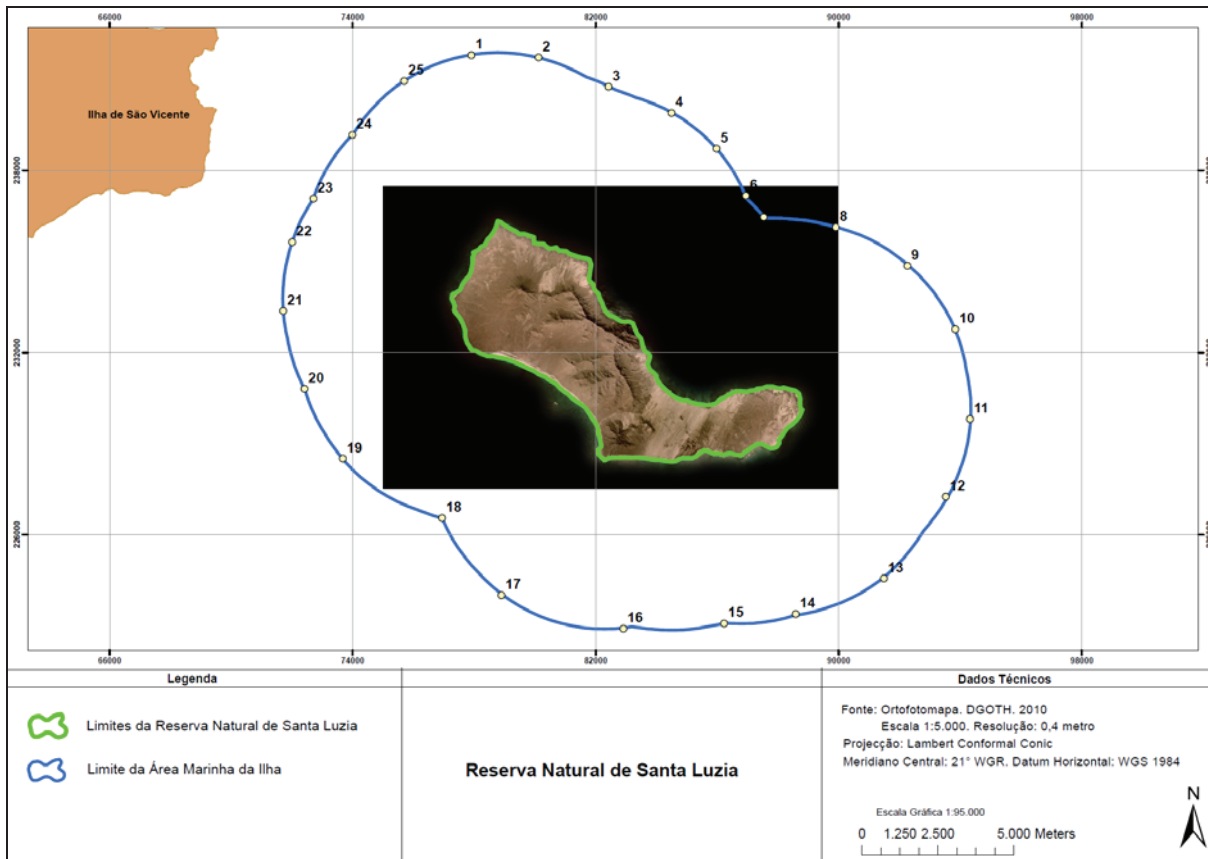 66000 74000 82000 90000 98000
1
2
25
3
4
Ilha de São Vicente
24
5
238000
6
23
8
22
9
21
10
232000
20
11
19
12
18
226000
13
17
14
15
16
66000 74000 82000 90000 98000
Legenda
Dados Técnicos
Limites da Reserva Natural de Santa Luzia
Limite da Área Marinha da Ilha
Reserva Natural de Santa Luzia
Fonte: Ortofotomapa. DGOTH. 2010
Escala 1:5.000. Resolução: 0,4 metro
Projecção: Lambert Conformal Conic
Meridiano Central: 21° WGR. Datum Horizontal: WGS 1984
Escala Gráfica 1:95.000
0 1.250 2.500 5.000 Meters
N